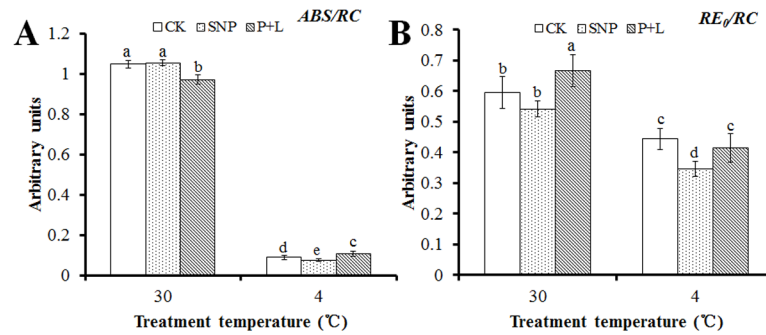 A
CK SNP P+L
ABS/RC
Arbitrary units
1.2
1
0.8
0.6
0.4
0.2
0
a a b
d e c
30 4
Treatment temperature (℃)
B
CK SNP P+L
RE₀/RC
Arbitrary units
0.8
0.7
0.6
0.5
0.4
0.3
0.2
0.1
0
b b a
c d c
30 4
Treatment temperature (℃)